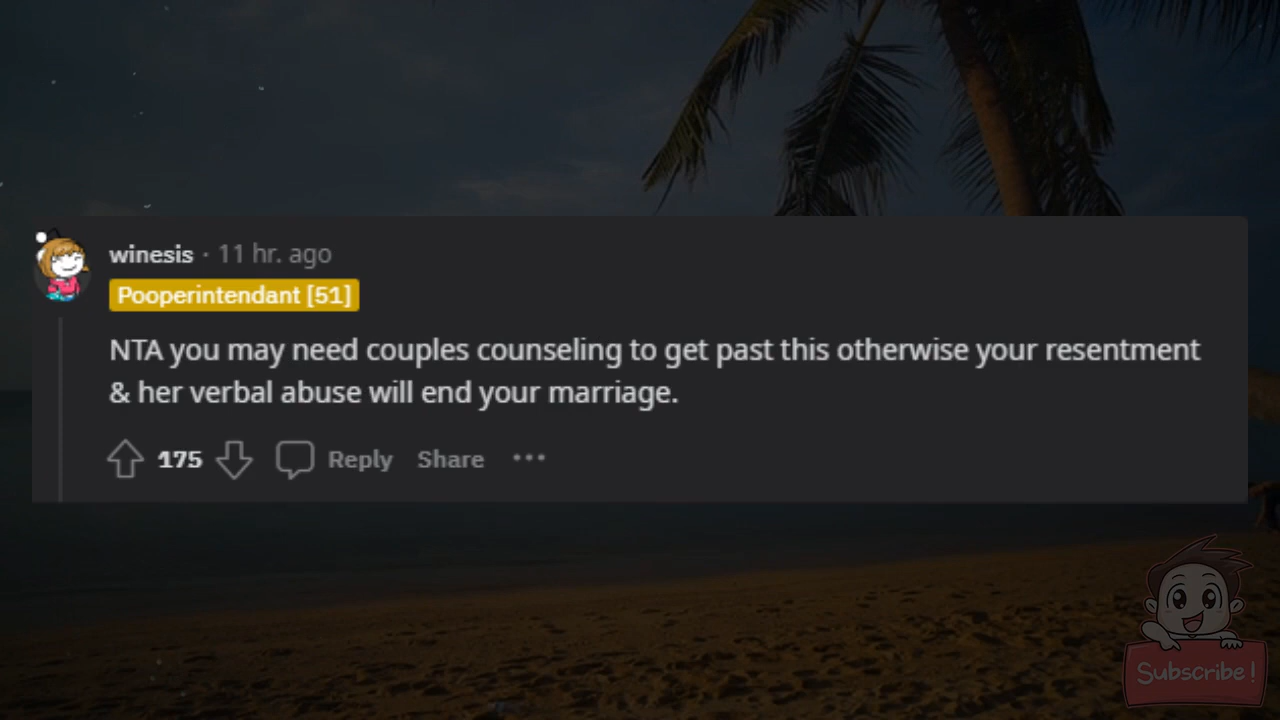 winesis · 11 hr. ago
Pooperintendant [51]
NTA you may need couples counseling to get past this otherwise your resentment
& her verbal abuse will end your marriage.
175 Reply Share ···
Subscribe!